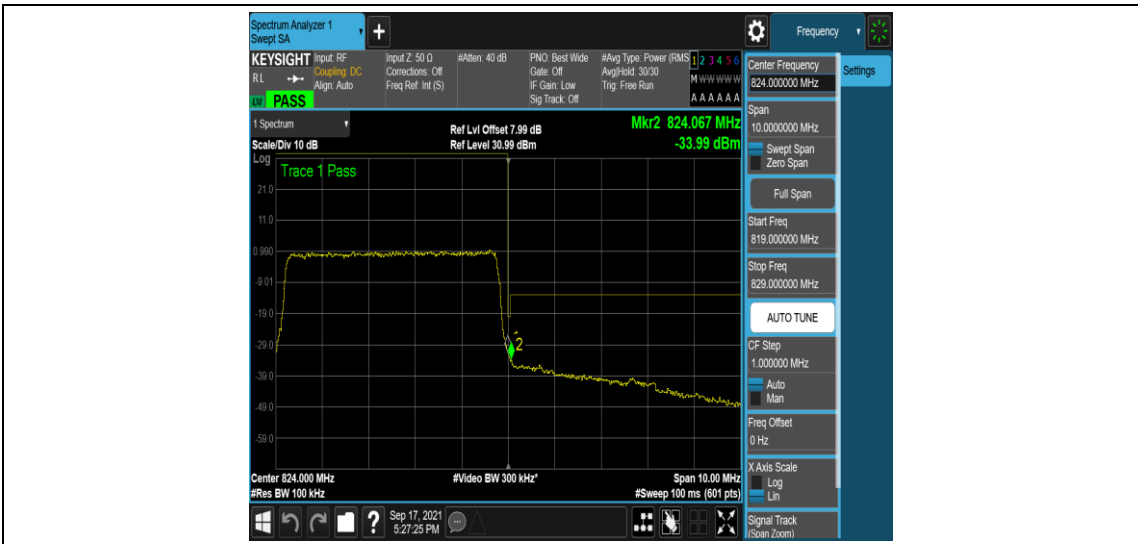 Spectrum Analyzer 1
Swept SA
+
Frequency
KEYSIGHT
RL
LXI
PASS
Input: RF
Coupling: DC
Align: Auto
Input Z: 50 Ω
Corrections: Off
Freq Ref: Int (S)
#Atten: 40 dB
PNO: Best Wide
Gate: Off
IF Gain: Low
Sig Track: Off
#Avg Type: Power (RMS
Avg|Hold: 30/30
Trig: Free Run
1 2 3 4 5 6
M W W W W W
A A A A A A
1 Spectrum
Scale/Div 10 dB
Ref Lvl Offset 7.99 dB
Ref Level 30.99 dBm
Mkr2 824.067 MHz
-33.99 dBm
Log
Trace 1 Pass
21.0
11.0
0.990
-9.01
-19.0
-29.0
-39.0
-49.0
-59.0
2
Center 824.000 MHz
#Res BW 100 kHz
#Video BW 300 kHz*
Span 10.00 MHz
#Sweep 100 ms (601 pts)
?
Sep 17, 2021
5:27:25 PM
Center Frequency
824.000000 MHz
Settings
Span
10.0000000 MHz
Swept Span
Zero Span
Full Span
Start Freq
819.000000 MHz
Stop Freq
829.000000 MHz
AUTO TUNE
CF Step
1.000000 MHz
Auto
Man
Freq Offset
0 Hz
X Axis Scale
Log
Lin
Signal Track
(Span Zoom)